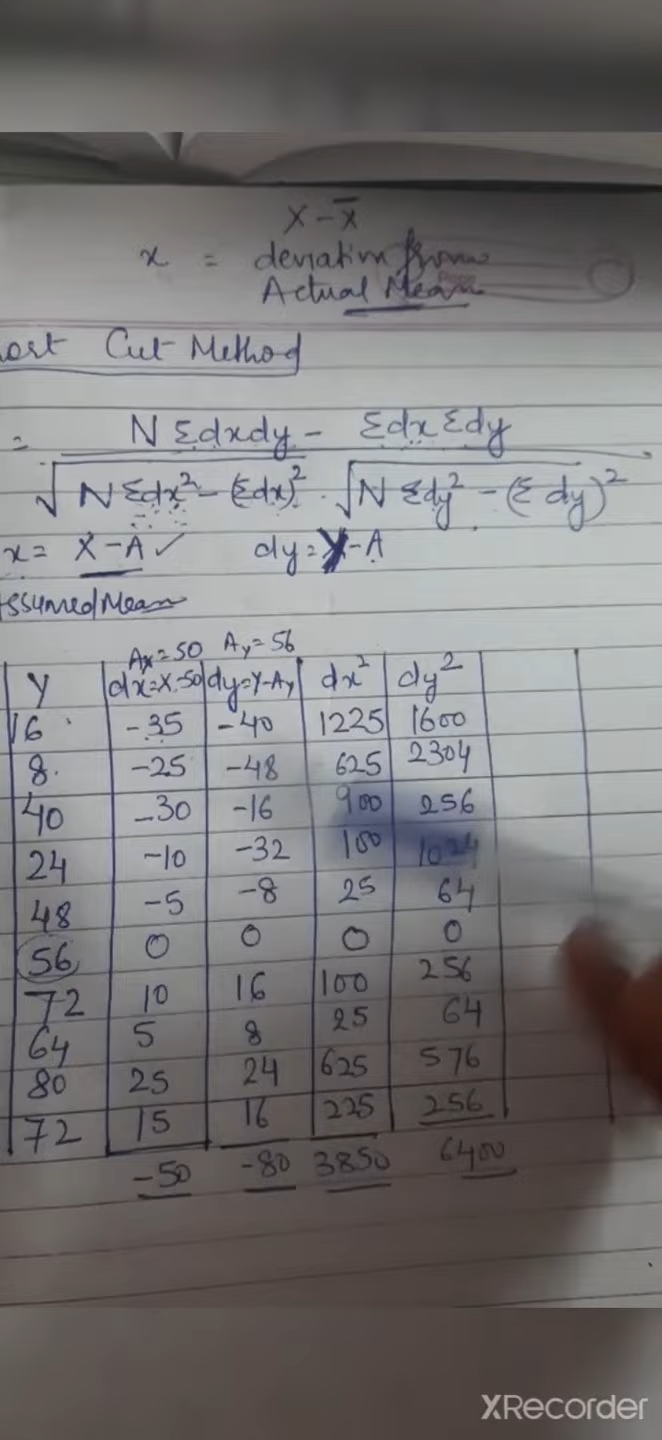 X - x̄
x = deviation from
Actual Mean
ort Cut Method
= N Σdxdy - Σdx Σdy
√NΣdx² - (Σdx)² . √NΣdy² - (Σdy)²
x = X - A ✓ dy = Y - A
Assumed Mean
Ax = 50 Ay = 56
Y dx=X-50 dy=Y-Ay dx² dy²
16 -35 -40 1225 1600
8 -25 -48 625 2304
40 -30 -16 900 256
24 -10 -32 100 1024
48 -5 -8 25 64
56 0 0 0 0
72 10 16 100 256
64 5 8 25 64
80 25 24 625 576
72 15 16 225 256
-50 -80 3850 6400
XRecorder